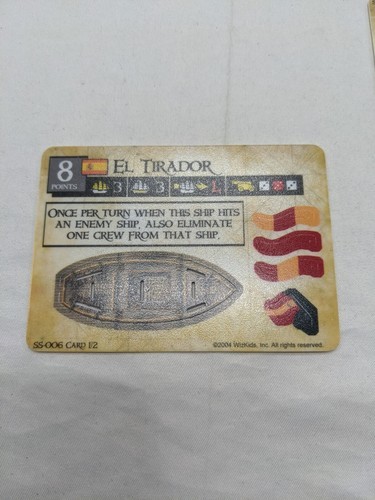 8
POINTS
EL TIRADOR
3 3 L
ONCE PER TURN WHEN THIS SHIP HITS
AN ENEMY SHIP, ALSO ELIMINATE
ONE CREW FROM THAT SHIP.
SS-006 CARD 1/2
©2004 WizKids, Inc. All rights reserved.